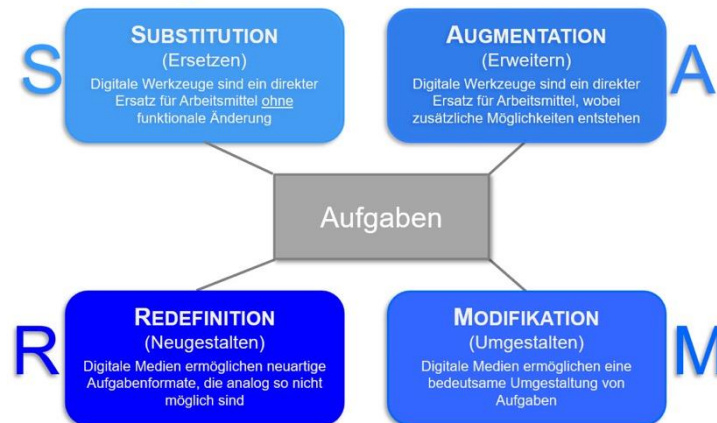 S
SUBSTITUTION
(Ersetzen)
Digitale Werkzeuge sind ein direkter
Ersatz für Arbeitsmittel ohne
funktionale Änderung
A
AUGMENTATION
(Erweitern)
Digitale Werkzeuge sind ein direkter
Ersatz für Arbeitsmittel, wobei
zusätzliche Möglichkeiten entstehen
Aufgaben
R
REDEFINITION
(Neugestalten)
Digitale Medien ermöglichen neuartige
Aufgabenformate, die analog so nicht
möglich sind
M
MODIFIKATION
(Umgestalten)
Digitale Medien ermöglichen eine
bedeutsame Umgestaltung von
Aufgaben